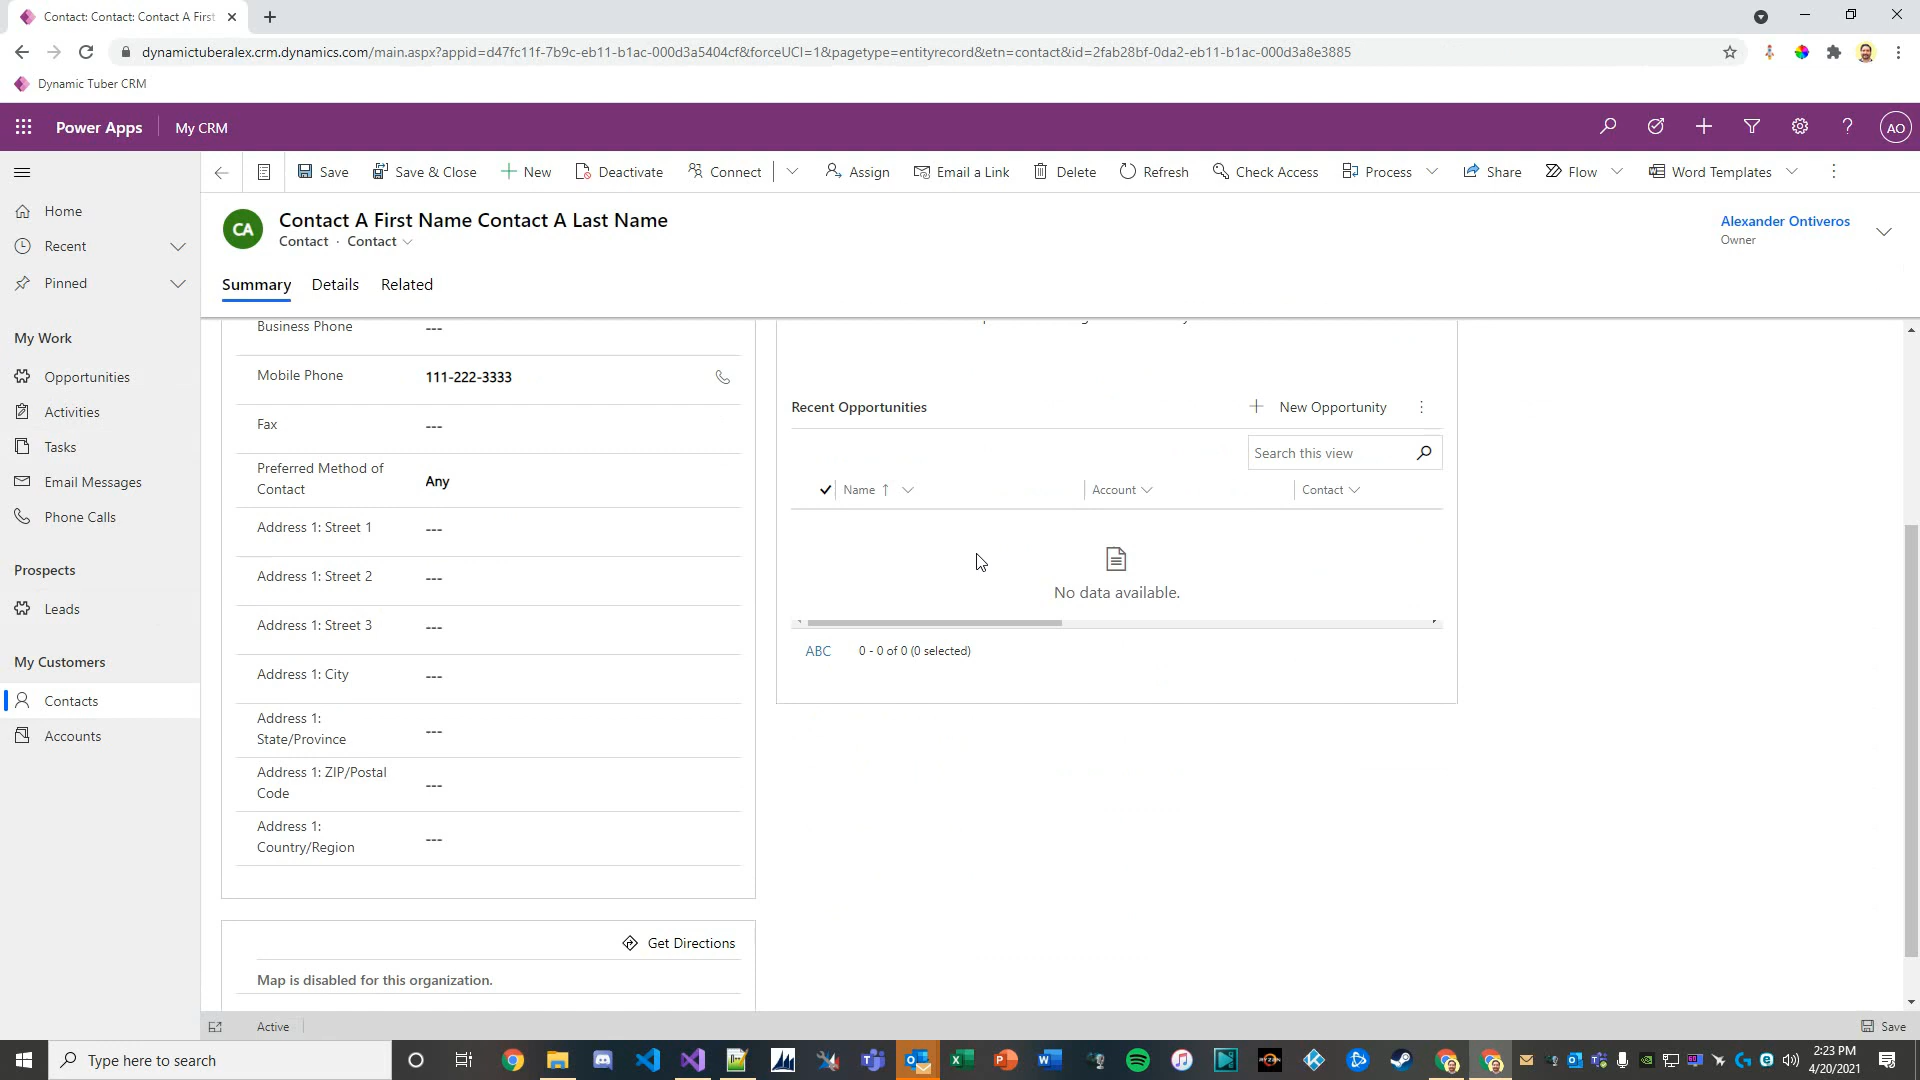 Contact: Contact: Contact A First
dynamictuberalex.crm.dynamics.com/main.aspx?appid=d47fc11f-7b9c-eb11-b1ac-000d3a5404cf&forceUCI=1&pagetype=entityrecord&etn=contact&id=2fab28bf-0da2-eb11-b1ac-000d3a8e3885
Dynamic Tuber CRM
Power Apps My CRM AO
Save Save & Close New Deactivate Connect Assign Email a Link Delete Refresh Check Access Process Share Flow Word Templates
Home
Recent
Pinned
My Work
Opportunities
Activities
Tasks
Email Messages
Phone Calls
Prospects
Leads
My Customers
Contacts
Accounts
CA
Contact A First Name Contact A Last Name
Contact · Contact
Alexander Ontiveros
Owner
Summary Details Related
Business Phone ---
Mobile Phone 111-222-3333
Fax ---
Preferred Method of
Contact Any
Address 1: Street 1 ---
Address 1: Street 2 ---
Address 1: Street 3 ---
Address 1: City ---
Address 1:
State/Province ---
Address 1: ZIP/Postal
Code ---
Address 1:
Country/Region ---
Get Directions
Map is disabled for this organization.
Recent Opportunities New Opportunity
Search this view
Name ↑ Account Contact
No data available.
ABC 0 - 0 of 0 (0 selected)
Active Save
Type here to search
2:23 PM
4/20/2021